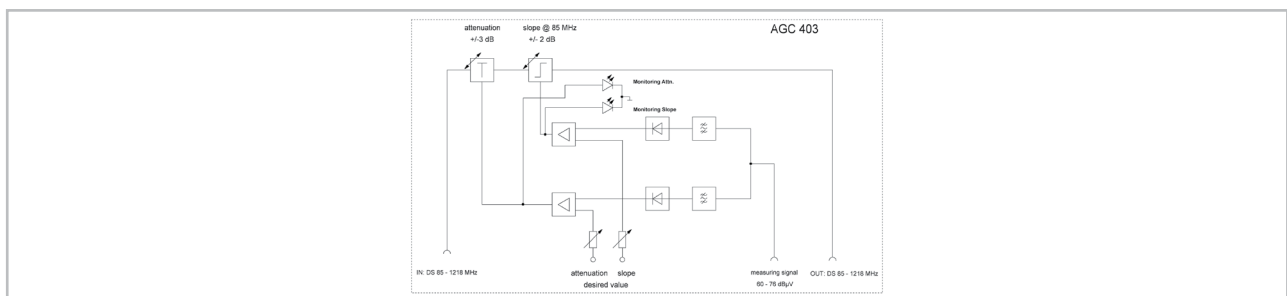 attenuation
+/-3 dB
slope @ 85 MHz
+/- 2 dB
AGC 403
Monitoring Attn.
Monitoring Slope
IN: DS 85 - 1218 MHz
attenuation slope
desired value
measuring signal
60 - 76 dBµV
OUT: DS 85 - 1218 MHz